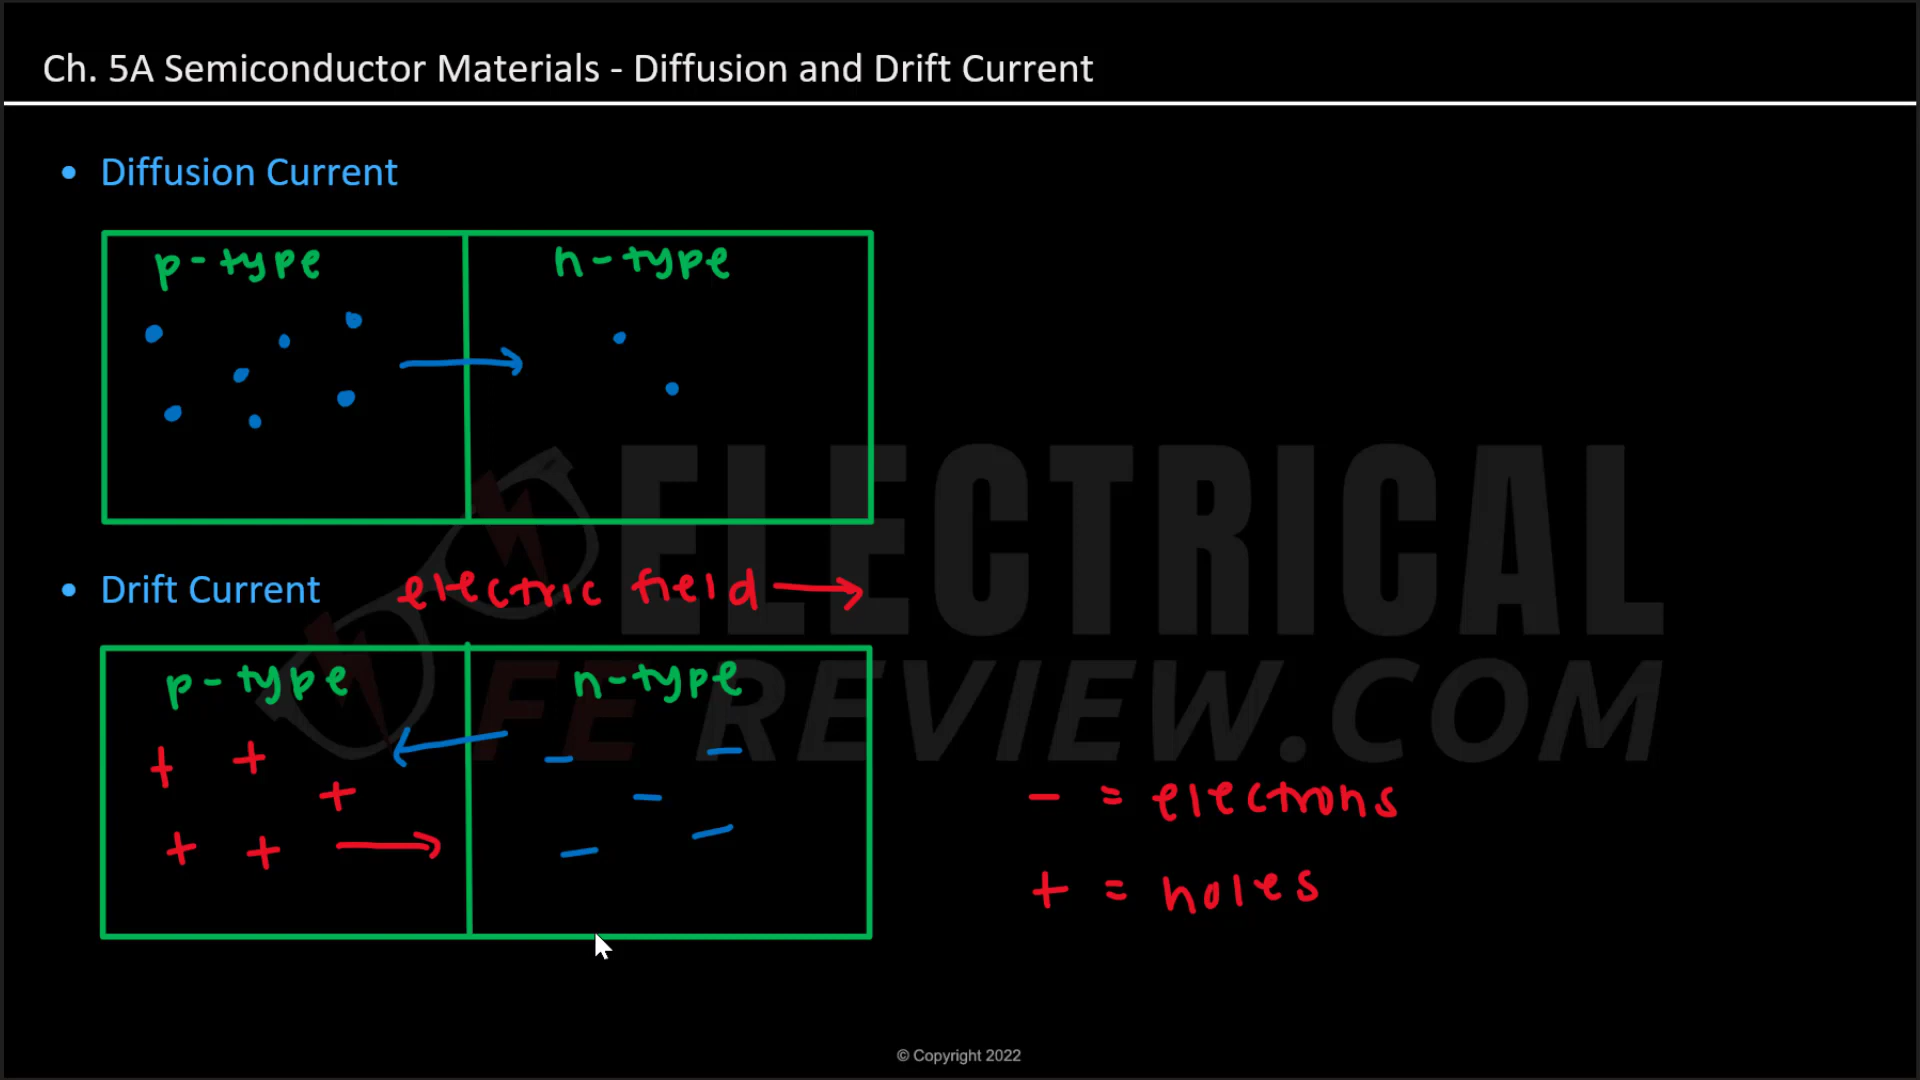 Ch. 5A Semiconductor Materials - Diffusion and Drift Current
• Diffusion Current
p-type
n-type
• Drift Current
electric field →
p-type
n-type
ELECTRICAL
FE REVIEW.COM
- = electrons
+ = holes
© Copyright 2022